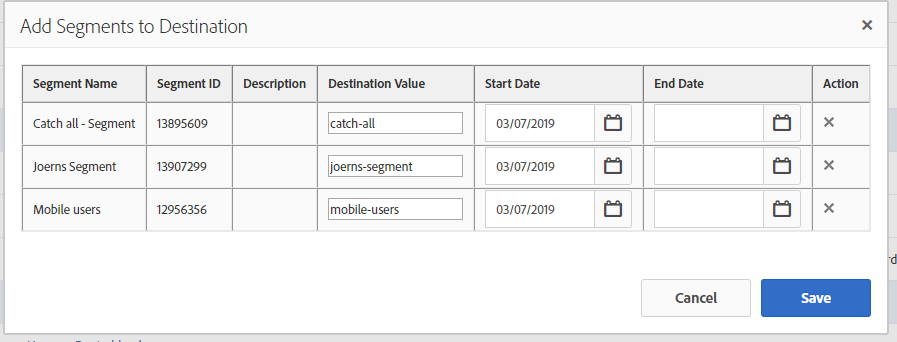 Add Segments to Destination ×
Segment Name Segment ID Description Destination Value Start Date End Date Action
Catch all - Segment 13895609 catch-all 03/07/2019 ×
Joerns Segment 13907299 joerns-segment 03/07/2019 ×
Mobile users 12956356 mobile-users 03/07/2019 ×
rd
Cancel Save